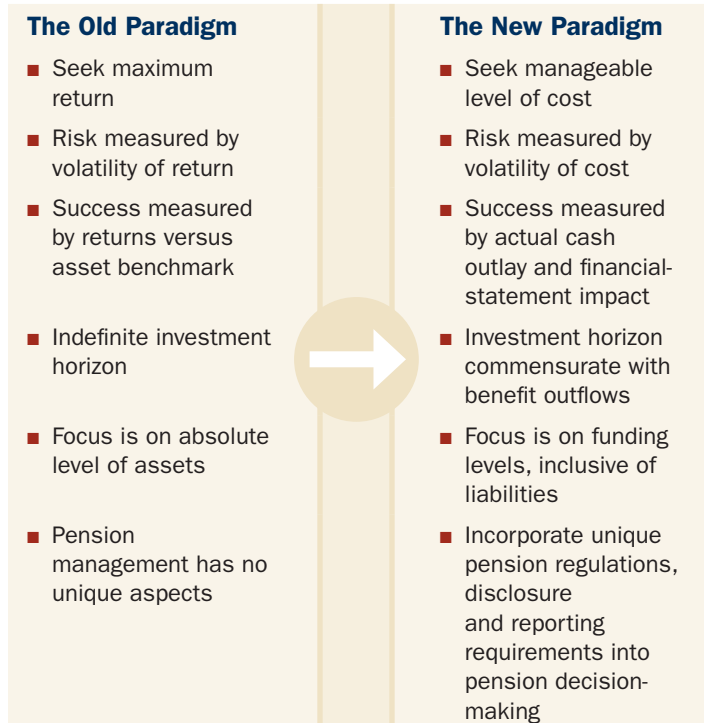 The Old Paradigm
■ Seek maximum
return
■ Risk measured by
volatility of return
■ Success measured
by returns versus
asset benchmark
■ Indefinite investment
horizon
■ Focus is on absolute
level of assets
■ Pension
management has no
unique aspects
The New Paradigm
■ Seek manageable
level of cost
■ Risk measured by
volatility of cost
■ Success measured
by actual cash
outlay and financial-
statement impact
■ Investment horizon
commensurate with
benefit outflows
■ Focus is on funding
levels, inclusive of
liabilities
■ Incorporate unique
pension regulations,
disclosure
and reporting
requirements into
pension decision-
making